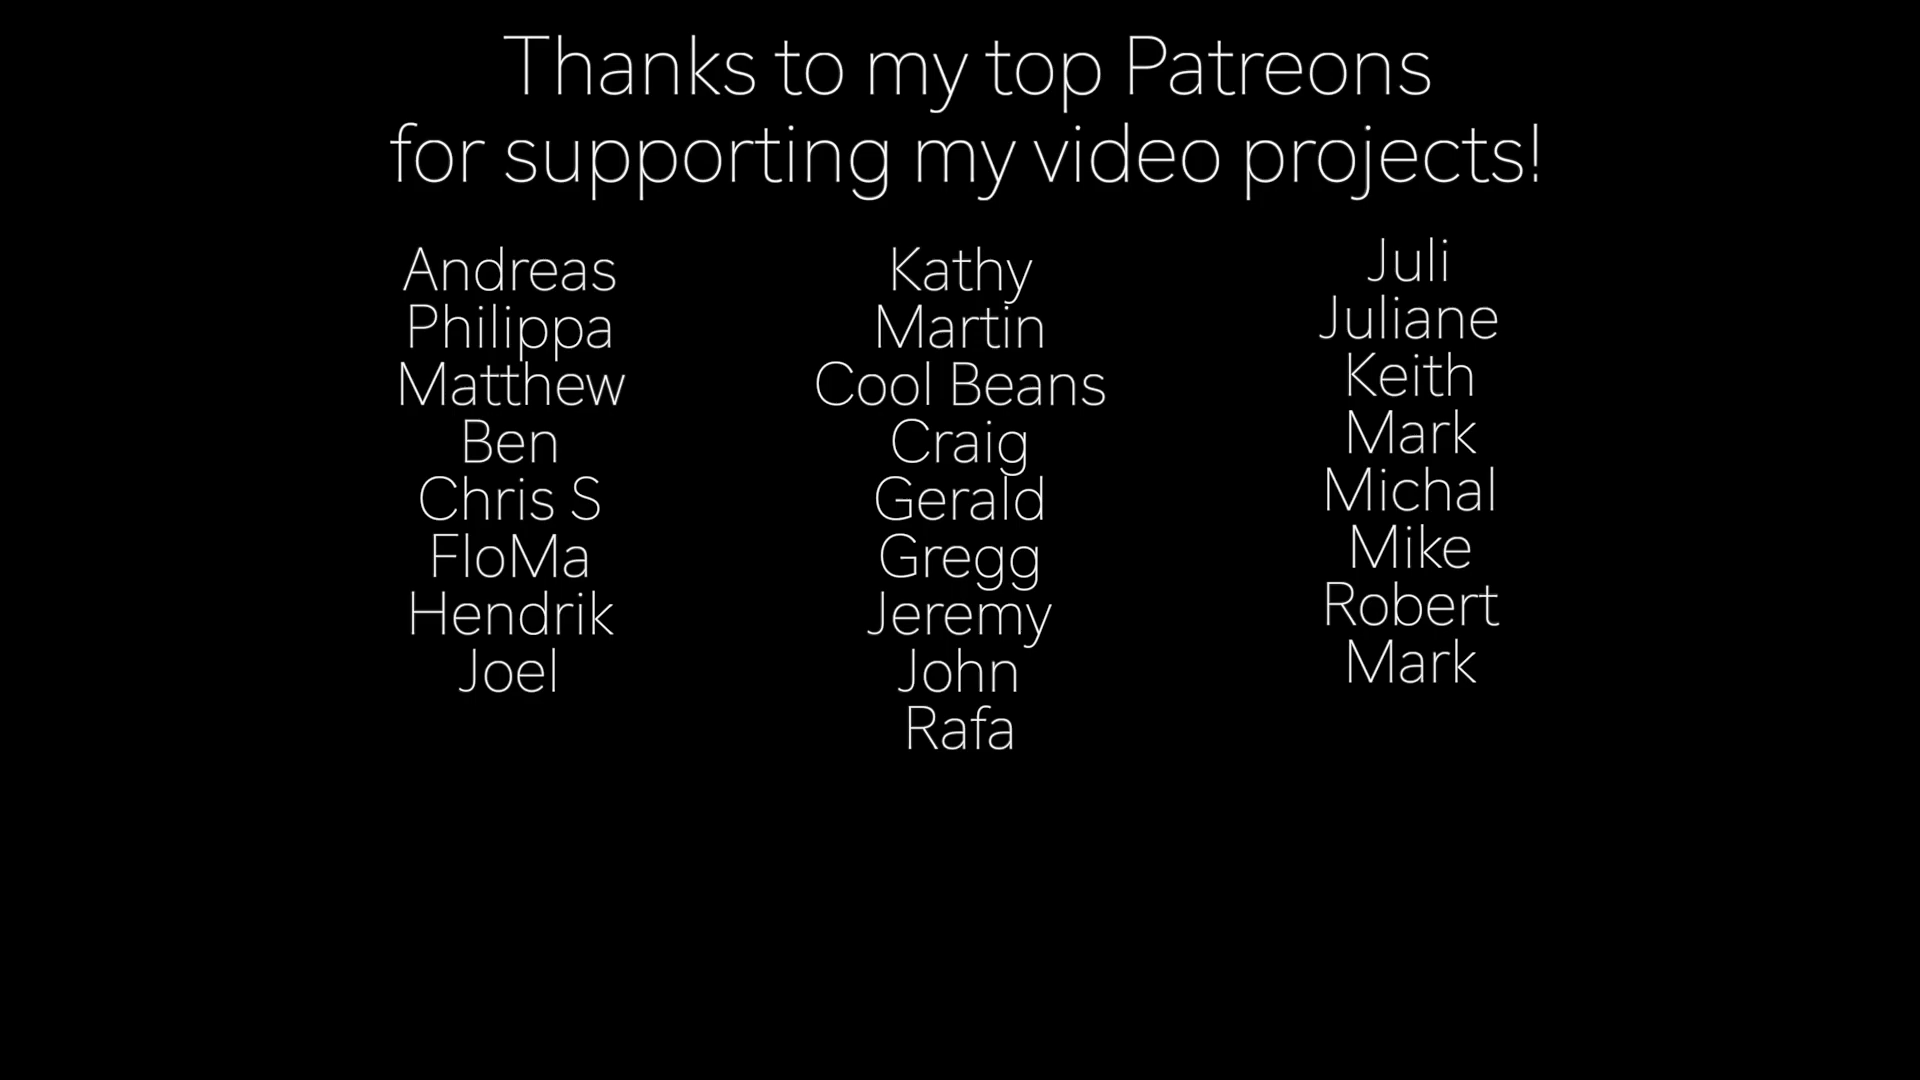 Thanks to my top Patreons
for supporting my video projects!
Andreas
Philippa
Matthew
Ben
Chris S
FloMa
Hendrik
Joel
Kathy
Martin
Cool Beans
Craig
Gerald
Gregg
Jeremy
John
Rafa
Juli
Juliane
Keith
Mark
Michal
Mike
Robert
Mark